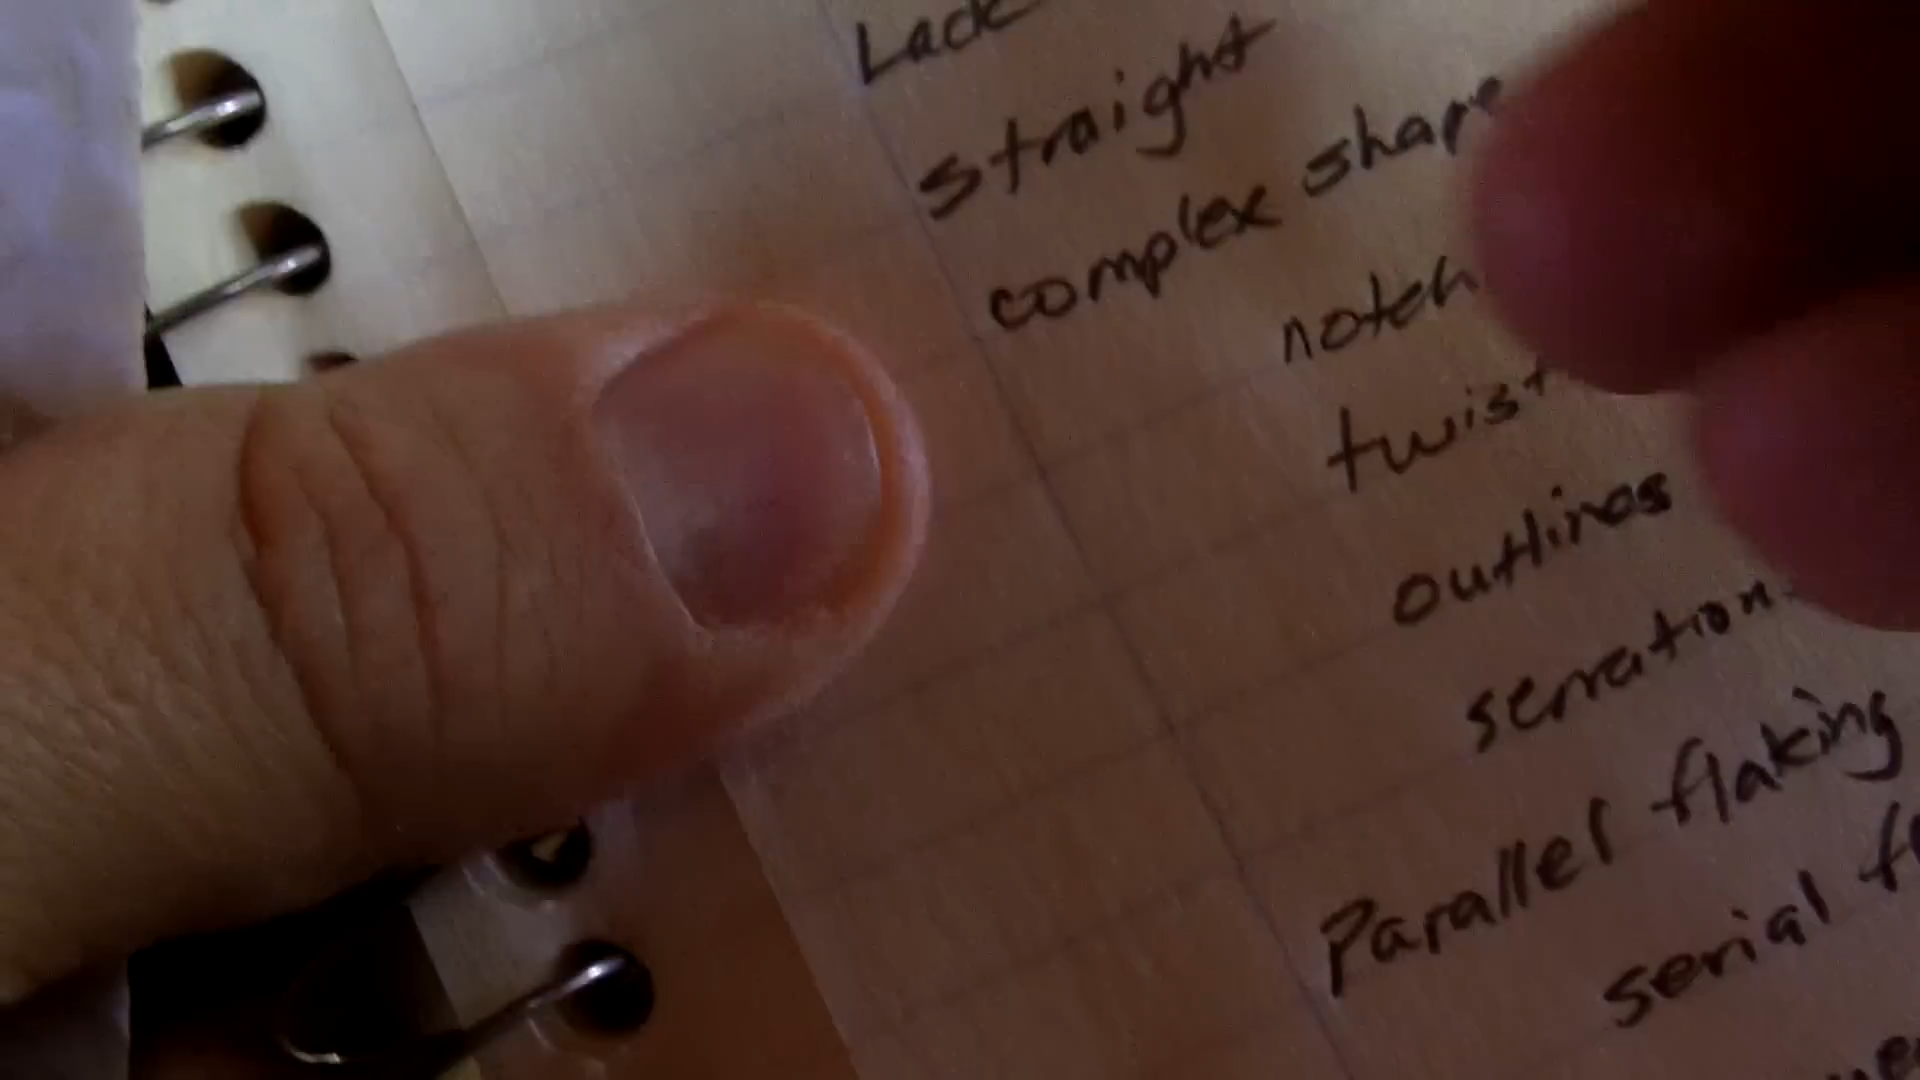 Lack
straight
complex shape
notch
twist
outlines
serration
Parallel flaking
serial